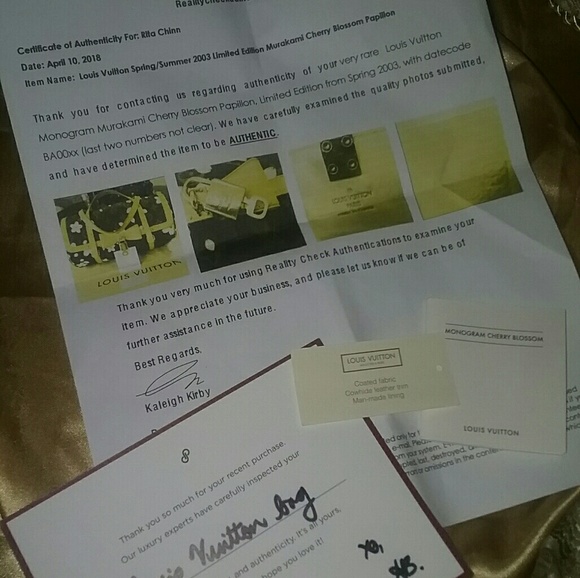 Certificate of Authenticity For: Rita Chinn
Date: April 10, 2018
Item Name: Louis Vuitton Spring/Summer 2003 Limited Edition Murakami Cherry Blossom Papillon
Thank you for contacting us regarding authenticity of your very rare Louis Vuitton
Monogram Murakami Cherry Blossom Papillon, Limited Edition from Spring 2003, with datecode
BA00xx (last two numbers not clear). We have carefully examined the quality photos submitted,
and have determined the item to be AUTHENTIC.
LOUIS VUITTON
LOUIS VUITTON
PARIS
Thank you very much for using Reality Check Authentications to examine your
item. We appreciate your business, and please let us know if we can be of
further assistance in the future.
Best Regards,
Kaleigh Kirby
MONOGRAM CHERRY BLOSSOM
LOUIS VUITTON
LOUIS VUITTON
Coated fabric
Cowhide leather trim
Man-made lining
Thank you so much for your recent purchase.
Our luxury experts have carefully inspected your
Vuitton bag
and authenticity. It's all yours.
hope you love it!
xo,